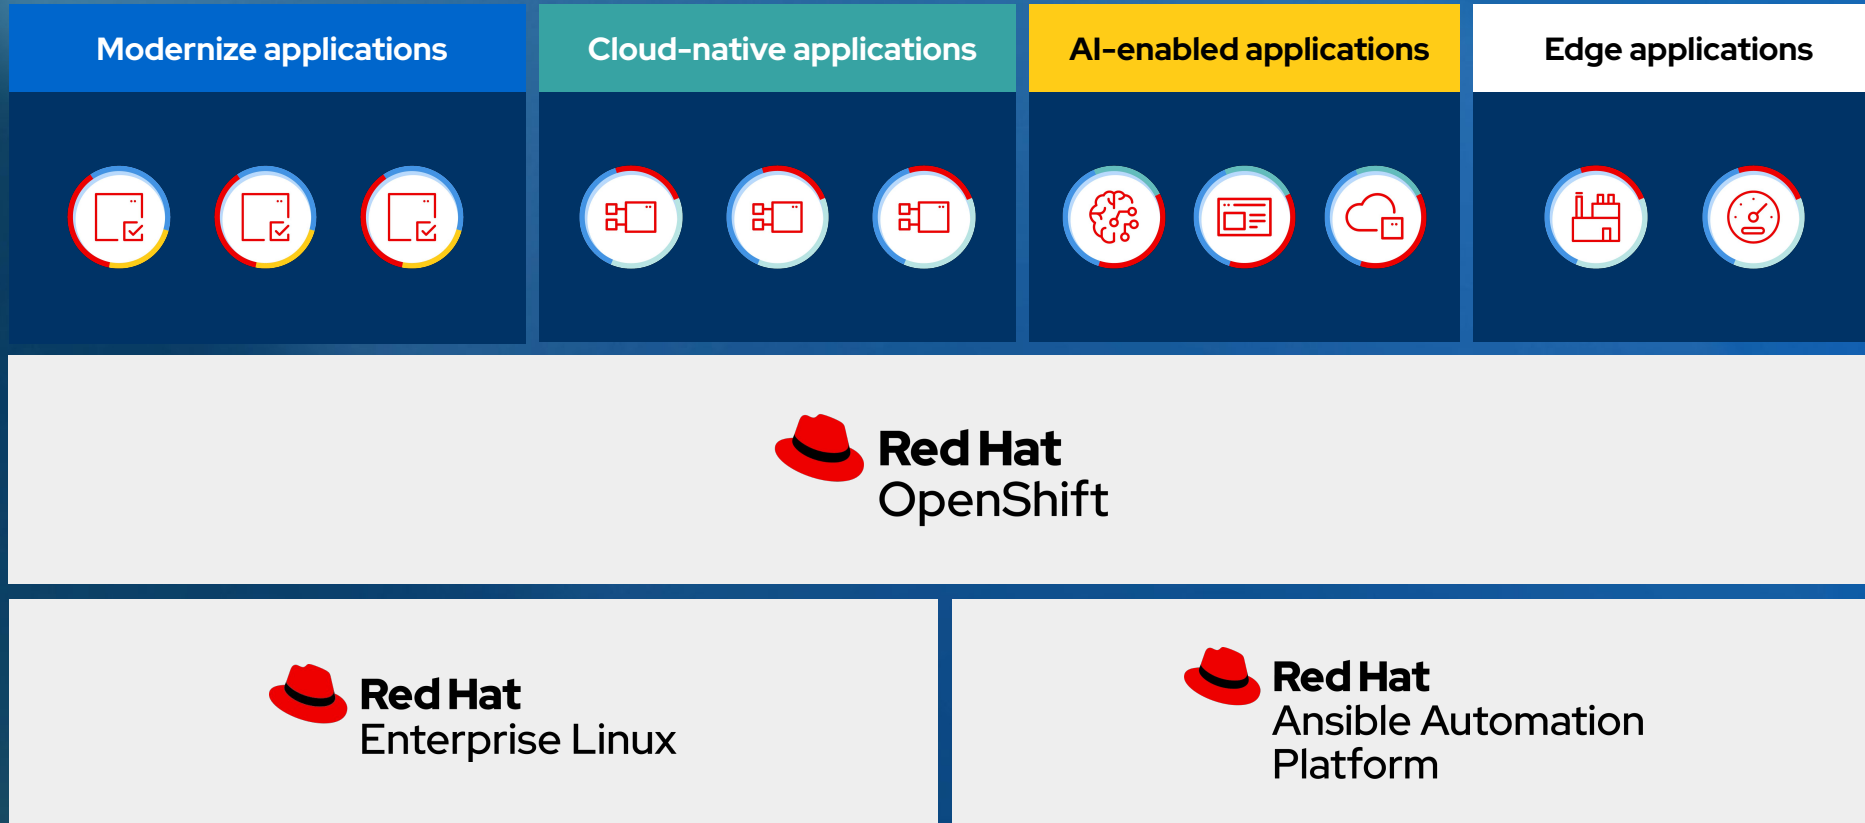 Modernize applications
Cloud-native applications
AI-enabled applications
Edge applications
Red Hat
OpenShift
Red Hat
Enterprise Linux
Red Hat
Ansible Automation
Platform